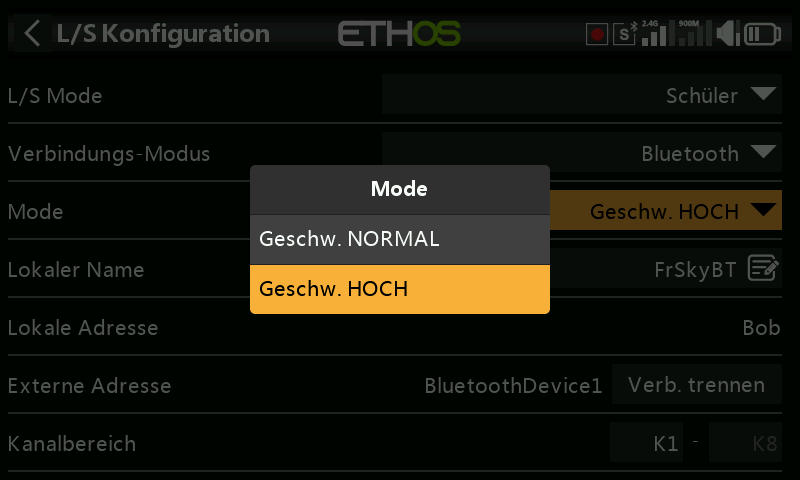 L/S Konfiguration
ETHOS
S
2.4G
900M
L/S Mode
Schüler
Verbindungs-Modus
Bluetooth
Mode
Geschw. HOCH
Mode
Geschw. NORMAL
Geschw. HOCH
Lokaler Name
FrSkyBT
Lokale Adresse
Bob
Externe Adresse
BluetoothDevice1
Verb. trennen
Kanalbereich
K1 - K8